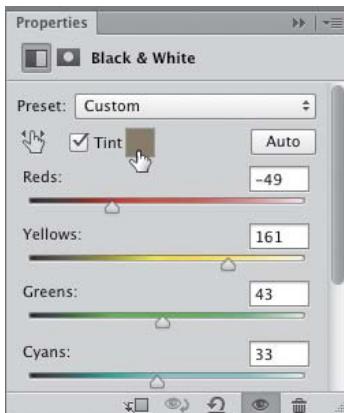 Properties
Black & White
Preset: Custom
Tint Auto
Reds: -49
Yellows: 161
Greens: 43
Cyans: 33